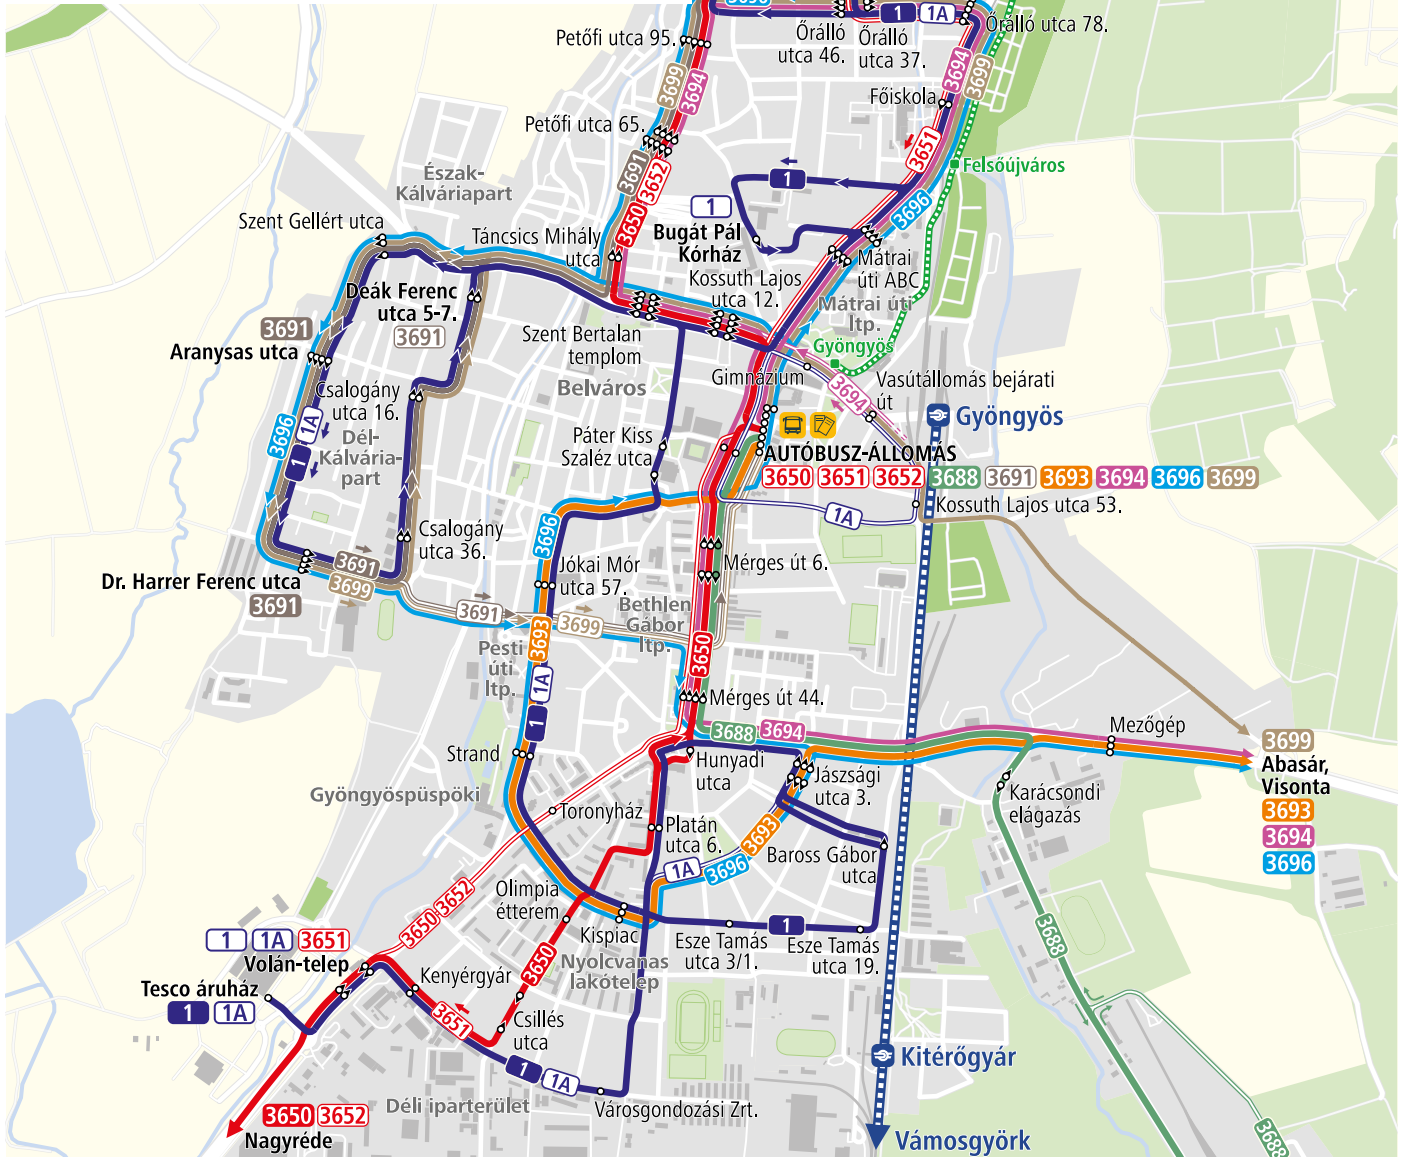 3696
1
1A
Őrálló utca 78.
Petőfi utca 95.
Őrálló
utca 46.
Őrálló
utca 37.
3699
3694
3694
3699
Főiskola
Petőfi utca 65.
3651
Felsőújváros
Észak-
Kálváriapart
3691
3652
3650
1
1
3696
Szent Gellért utca
Táncsics Mihály
utca
Bugát Pál
Kórház
Mátrai
úti ABC
Kossuth Lajos
utca 12.
Mátrai úti
ltp.
Deák Ferenc
utca 5-7.
3691
3691
Aranysas utca
Szent Bertalan
templom
Gyöngyös
Gimnázium
Belváros
3694
Vasútállomás bejárati
út
Gyöngyös
Csalogány
utca 16.
1A
3696
Dél-
Kálvária-
part
1
Páter Kiss
Szaléz utca
AUTÓBUSZ-ÁLLOMÁS
3650 3651 3652 3688 3691 3693 3694 3696 3699
Kossuth Lajos utca 53.
1A
3696
Csalogány
utca 36.
3691
Dr. Harrer Ferenc utca
3691
3699
Jókai Mór
utca 57.
Mérges út 6.
3691
3699
Bethlen
Gábor
ltp.
3693
3650
Pesti
úti
ltp.
1A
1
Mérges út 44.
3688
3694
Mezőgép
3699
Abasár,
Visonta
3693
3694
3696
Strand
Hunyadi
utca
Jászsági
utca 3.
Karácsondi
elágazás
Gyöngyöspüspöki
Toronyház
Platán
utca 6.
3693
1A
3696
Baross Gábor
utca
Olimpia
étterem
3650
3652
Kispiac
1
Esze Tamás
utca 3/1.
Esze Tamás
utca 19.
3688
1 1A 3651
Volán-telep
Tesco áruház
1 1A
Kenyérgyár
3650
Nyolcvanas
lakótelep
3651
Csillés
utca
1
1A
Kitérőgyár
Városgondozási Zrt.
Déli iparterület
3650 3652
Nagyréde
Vámosgyörk
3688